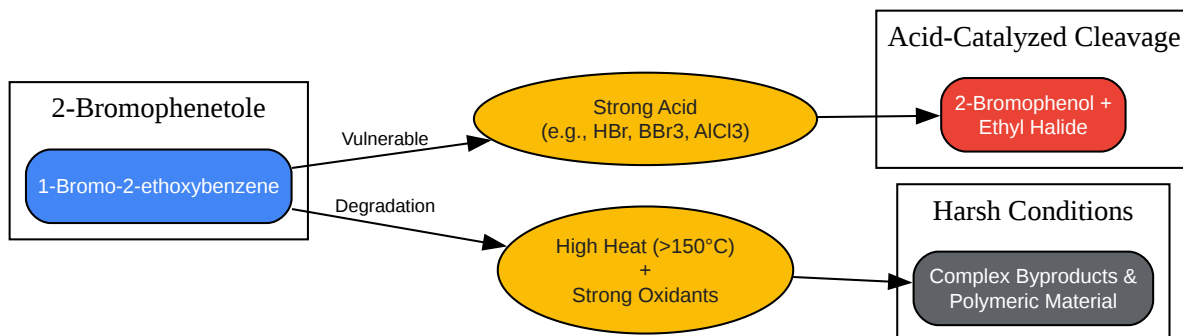 2-Bromophenetole
1-Bromo-2-ethoxybenzene
Vulnerable
Degradation
Strong Acid
(e.g., HBr, BBr3, AlCl3)
High Heat (>150°C)
+
Strong Oxidants
Acid-Catalyzed Cleavage
2-Bromophenol +
Ethyl Halide
Harsh Conditions
Complex Byproducts &
Polymeric Material